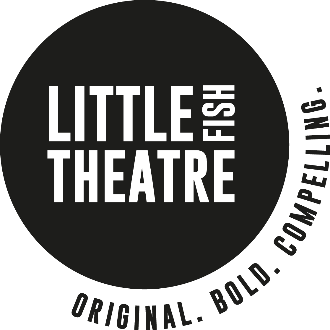 LITTLE FISH
THEATRE
ORIGINAL. BOLD. COMPELLING.